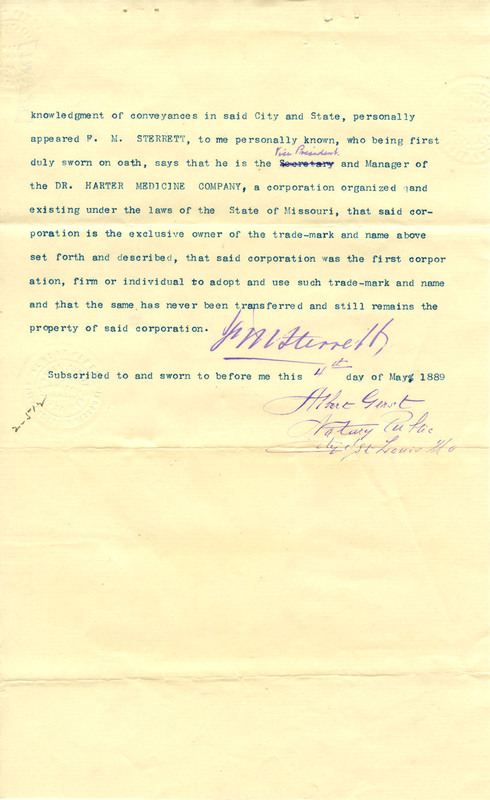 knowledgment of conveyances in said City and State, personally
appeared F. M. STERRETT, to me personally known, who being first
Vice President
duly sworn on oath, says that he is the Secretary and Manager of
the DR. HARTER MEDICINE COMPANY, a corporation organized and
existing under the laws of the State of Missouri, that said cor-
poration is the exclusive owner of the trade-mark and name above
set forth and described, that said corporation was the first corpor
ation, firm or individual to adopt and use such trade-mark and name
and that the same has never been transferred and still remains the
property of said corporation.
F M Sterrett,
Subscribed to and sworn to before me this 4th day of May 1889
Albert Gerst
Notary Public
City of St Louis Mo
2-512